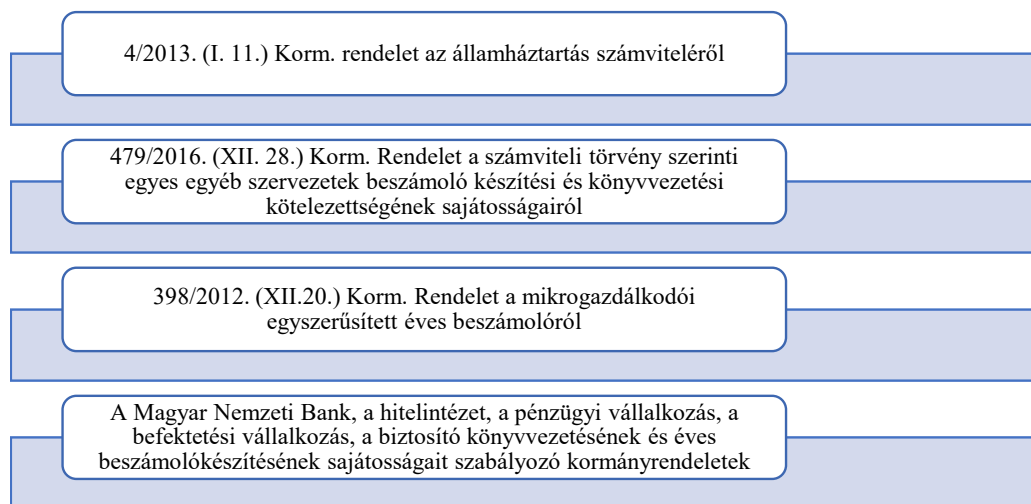 4/2013. (I. 11.) Korm. rendelet az államháztartás számviteléről
479/2016. (XII. 28.) Korm. Rendelet a számviteli törvény szerinti
egyes egyéb szervezetek beszámoló készítési és könyvvezetési
kötelezettségének sajátosságairól
398/2012. (XII.20.) Korm. Rendelet a mikrogazdálkodói
egyszerűsített éves beszámolóról
A Magyar Nemzeti Bank, a hitelintézet, a pénzügyi vállalkozás, a
befektetési vállalkozás, a biztosító könyvvezetésének és éves
beszámolókészítésének sajátosságait szabályozó kormányrendeletek